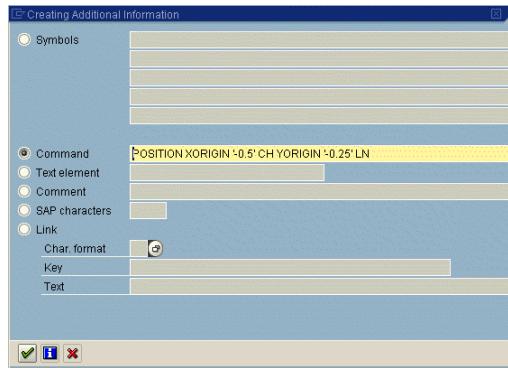 Creating Additional Information
Symbols
Command POSITION XORIGIN '-0.5' CH YORIGIN '-0.25' LN
Text element
Comment
SAP characters
Link
Char. format
Key
Text